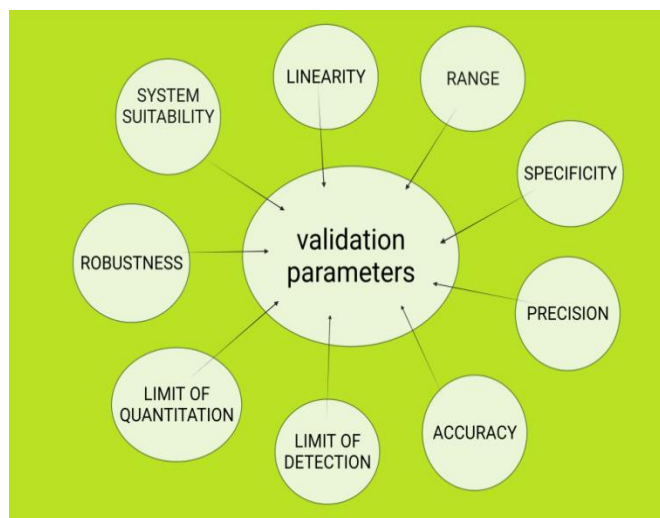 LINEARITY
RANGE
SYSTEM
SUITABILITY
SPECIFICITY
validation
parameters
ROBUSTNESS
PRECISION
LIMIT OF
QUANTITATION
LIMIT OF
DETECTION
ACCURACY